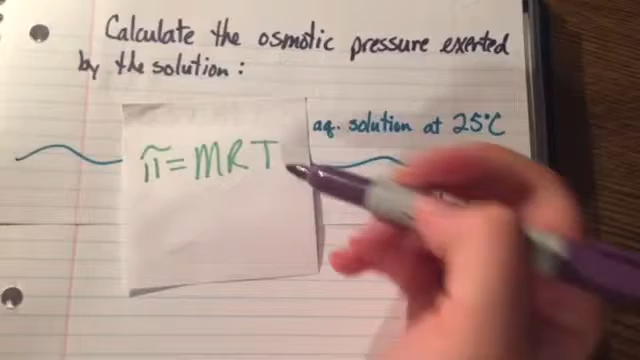 Calculate the osmotic pressure exerted
by the solution:
aq. solution at 25°C
π = MRT